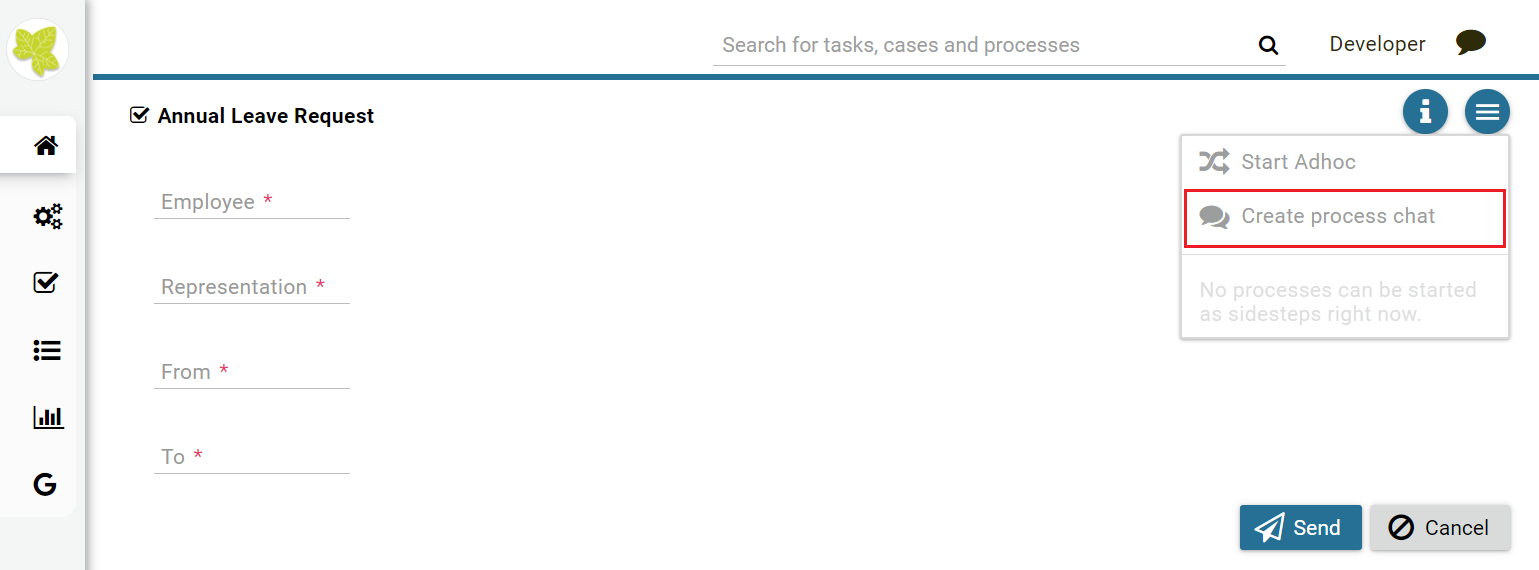 Search for tasks, cases and processes
Developer
Annual Leave Request
Start Adhoc
Create process chat
No processes can be started
as sidesteps right now.
Employee *
Representation *
From *
To *
Send
Cancel